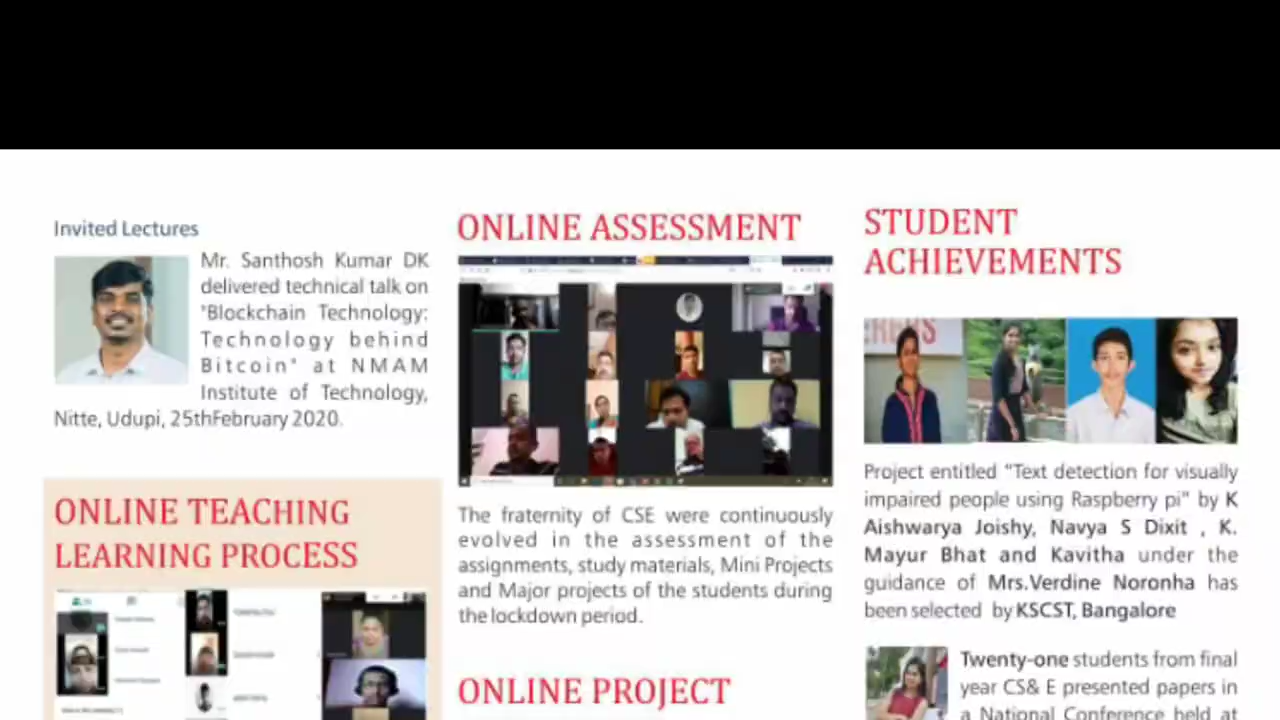 Invited Lectures
Mr. Santhosh Kumar DK
delivered technical talk on
"Blockchain Technology:
Technology behind
Bitcoin" at NMAM
Institute of Technology,
Nitte, Udupi, 25thFebruary 2020.
ONLINE TEACHING
LEARNING PROCESS
ONLINE ASSESSMENT
The fraternity of CSE were continuously
evolved in the assessment of the
assignments, study materials, Mini Projects
and Major projects of the students during
the lockdown period.
ONLINE PROJECT
STUDENT
ACHIEVEMENTS
Project entitled "Text detection for visually
impaired people using Raspberry pi" by K
Aishwarya Joishy, Navya S Dixit , K.
Mayur Bhat and Kavitha under the
guidance of Mrs.Verdine Noronha has
been selected by KSCST, Bangalore
Twenty-one students from final
year CS& E presented papers in
a National Conference held at